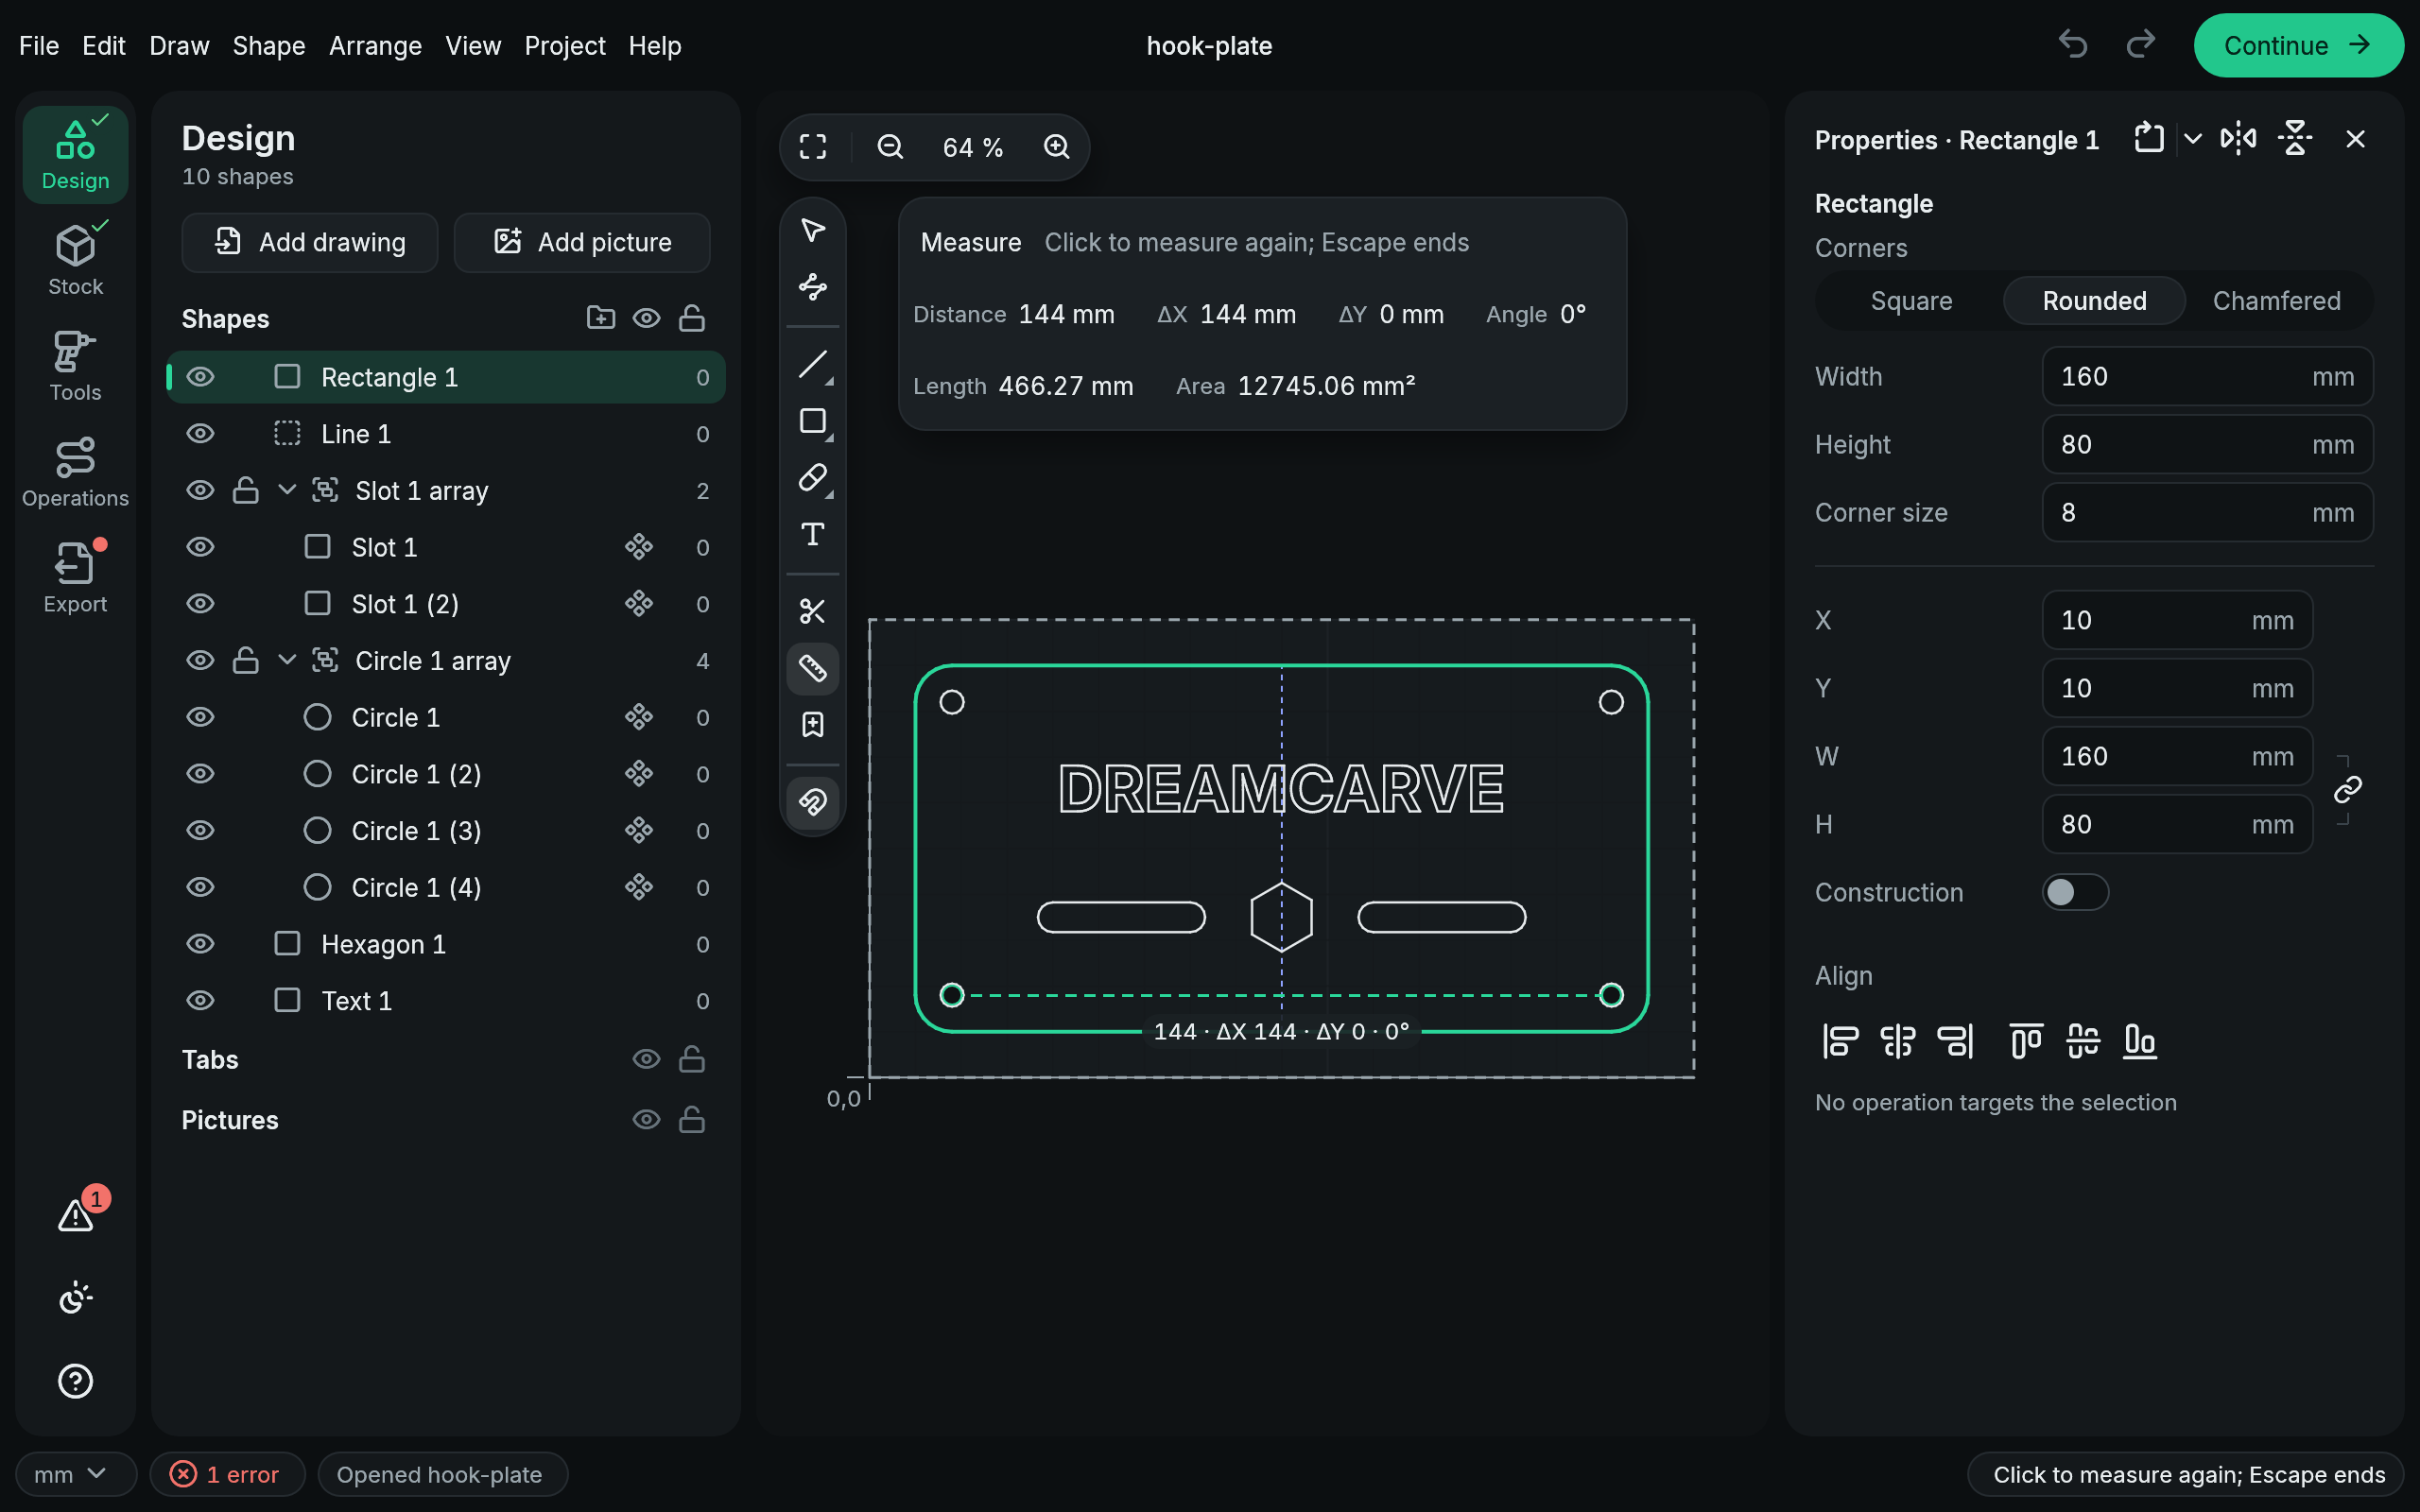 File Edit Draw Shape Arrange View Project Help
hook-plate
Continue
Design
Stock
Tools
Operations
Export
1
Design
10 shapes
Add drawing
Add picture
Shapes
Rectangle 1 0
Line 1 0
Slot 1 array 2
Slot 1 0
Slot 1 (2) 0
Circle 1 array 4
Circle 1 0
Circle 1 (2) 0
Circle 1 (3) 0
Circle 1 (4) 0
Hexagon 1 0
Text 1 0
Tabs
Pictures
64 %
Measure Click to measure again; Escape ends
Distance 144 mm ΔX 144 mm ΔY 0 mm Angle 0°
Length 466.27 mm Area 12745.06 mm²
DREAMCARVE
144 · ΔX 144 · ΔY 0 · 0°
0,0
Properties · Rectangle 1
Rectangle
Corners
Square Rounded Chamfered
Width 160 mm
Height 80 mm
Corner size 8 mm
X 10 mm
Y 10 mm
W 160 mm
H 80 mm
Construction
Align
No operation targets the selection
mm
1 error
Opened hook-plate
Click to measure again; Escape ends